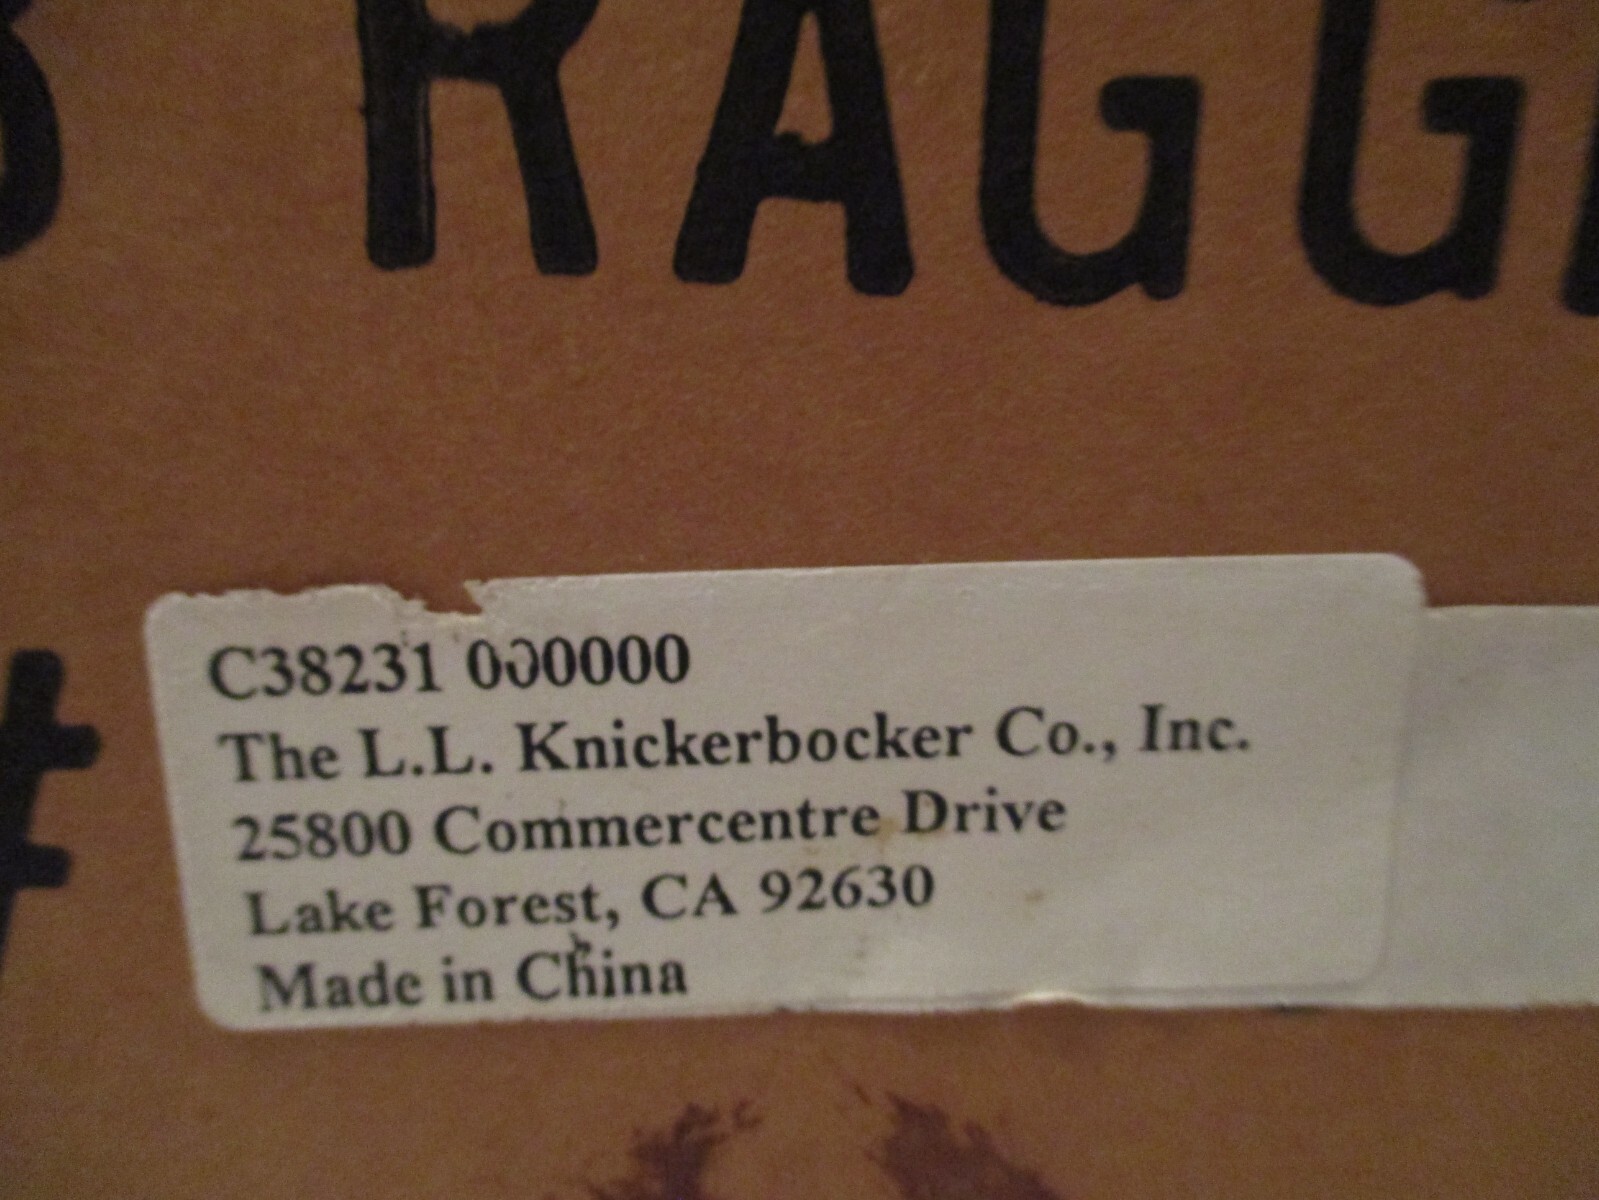 B RAGG
#
C38231 000000
The L.L. Knickerbocker Co., Inc.
25800 Commercentre Drive
Lake Forest, CA 92630
Made in China